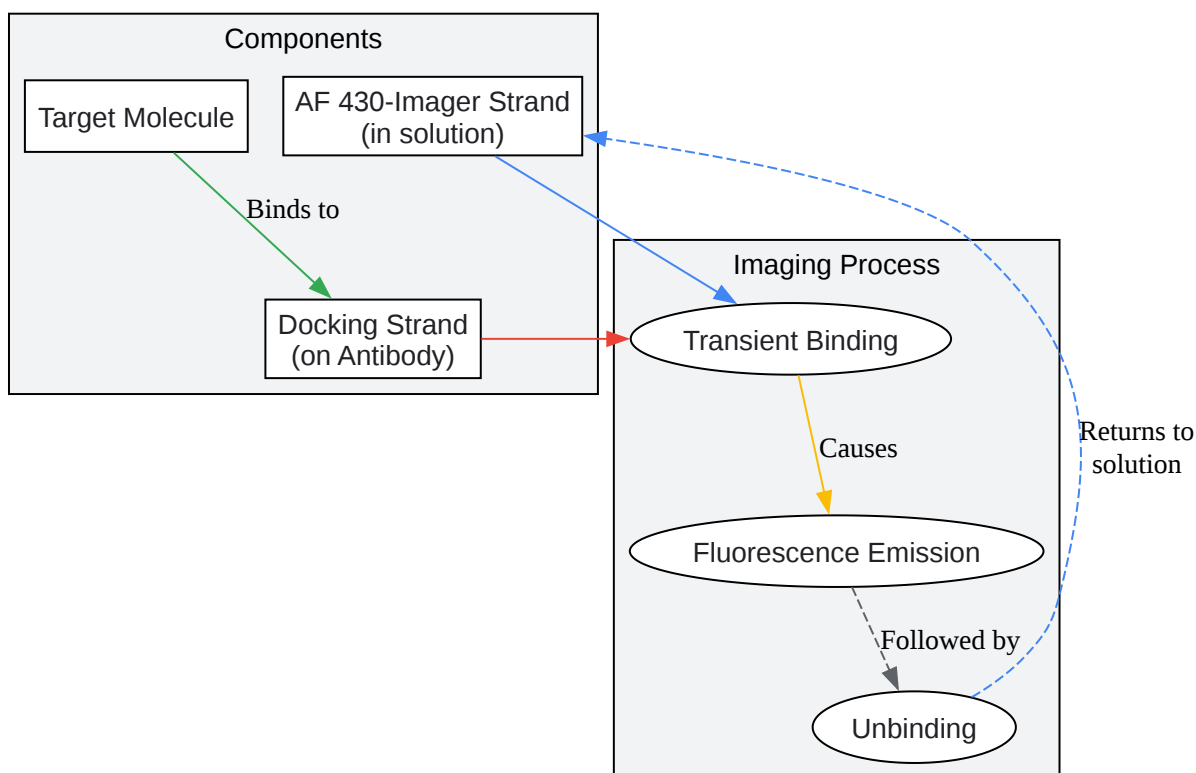 Components
Target Molecule
AF 430-Imager Strand
(in solution)
Binds to
Docking Strand
(on Antibody)
Imaging Process
Transient Binding
Causes
Returns to
solution
Fluorescence Emission
Followed by
Unbinding